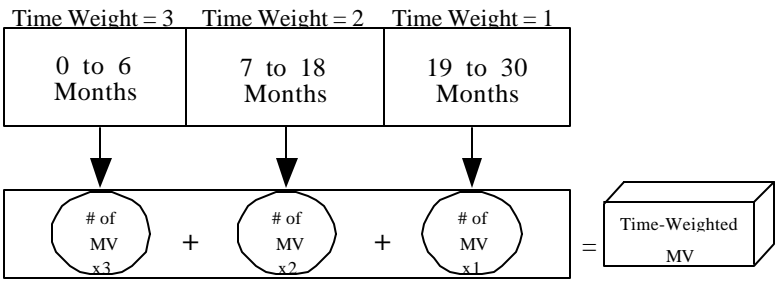 Time Weight = 3 Time Weight = 2 Time Weight = 1
0 to 6
Months
7 to 18
Months
19 to 30
Months
# of
MV
x3
+
# of
MV
x2
+
# of
MV
x1
=
Time-Weighted
MV